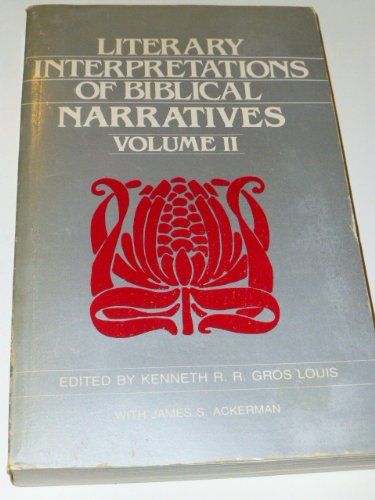 LITERARY
INTERPRETATIONS
OF BIBLICAL
NARRATIVES
VOLUME II
EDITED BY KENNETH R. R. GROS LOUIS
WITH JAMES S. ACKERMAN